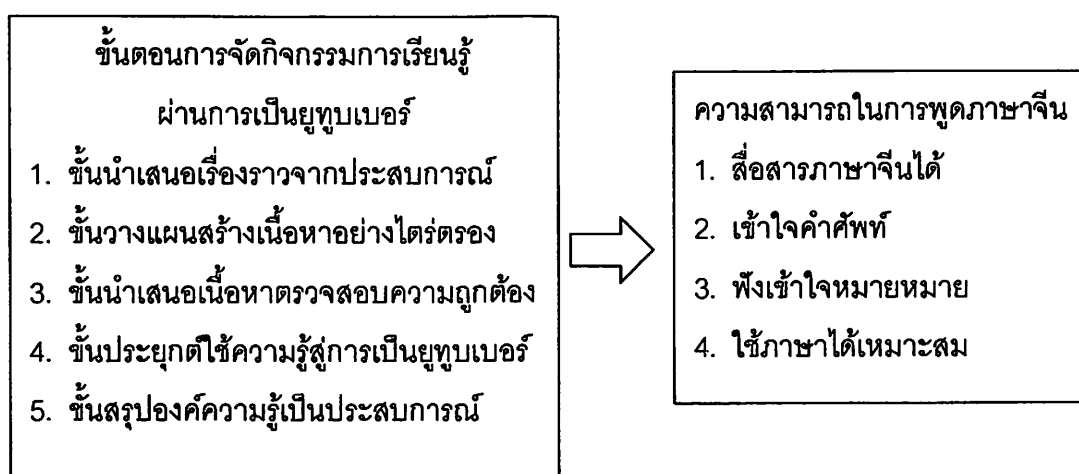 ขั้นตอนการจัดกิจกรรมการเรียนรู้
ผ่านการเป็นยูทูบเบอร์
1. ขั้นนำเสนอเรื่องราวจากประสบการณ์
2. ขั้นวางแผนสร้างเนื้อหาอย่างไตร่ตรอง
3. ขั้นนำเสนอเนื้อหาตรวจสอบความถูกต้อง
4. ขั้นประยุกต์ใช้ความรู้สู่การเป็นยูทูบเบอร์
5. ขั้นสรุปองค์ความรู้เป็นประสบการณ์
ความสามารถในการพูดภาษาจีน
1. สื่อสารภาษาจีนได้
2. เข้าใจคำศัพท์
3. ฟังเข้าใจหมายหมาย
4. ใช้ภาษาได้เหมาะสม